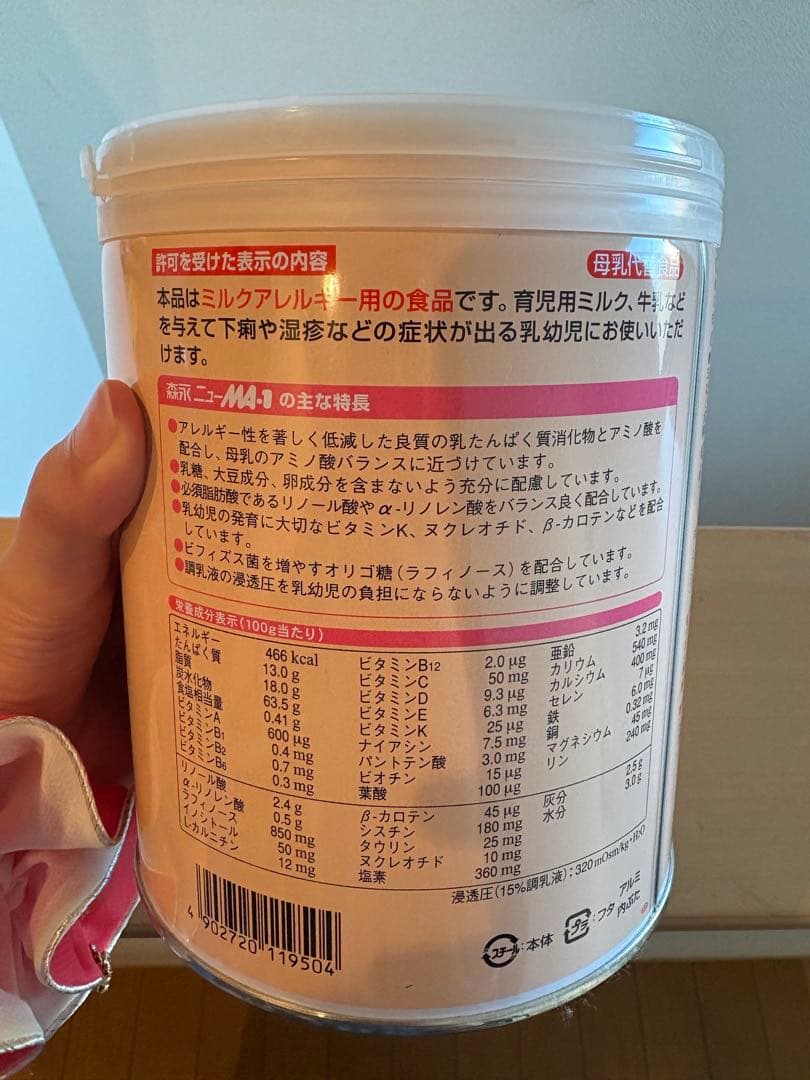 許可を受けた表示の内容
母乳代替食品
本品はミルクアレルギー用の食品です。育児用ミルク、牛乳など
を与えて下痢や湿疹などの症状が出る乳幼児にお使いいただ
けます。
森永 ニューMA-1 の主な特長
●アレルギー性を著しく低減した良質の乳たんぱく質消化物とアミノ酸を
配合し、母乳のアミノ酸バランスに近づけています。
●乳糖、大豆成分、卵成分を含まないよう充分に配慮しています。
●必須脂肪酸であるリノール酸やα-リノレン酸をバランス良く配合しています。
●乳幼児の発育に大切なビタミンK、ヌクレオチド、β-カロテンなどを配合
しています。
●ビフィズス菌を増やすオリゴ糖（ラフィノース）を配合しています。
●調乳液の浸透圧を乳幼児の負担にならないように調整しています。
栄養成分表示（100g当たり）
エネルギー 466 kcal
たんぱく質 13.0 g
脂質 18.0 g
炭水化物 63.5 g
食塩相当量 0.41 g
ビタミンA 600 μg
ビタミンB1 0.4 mg
ビタミンB2 0.7 mg
ビタミンB6 0.3 mg
ビタミンB12 2.0 μg
ビタミンC 50 mg
ビタミンD 9.3 μg
ビタミンE 6.3 mg
ビタミンK 25 μg
ナイアシン 7.5 mg
パントテン酸 3.0 mg
ビオチン 15 μg
葉酸 100 μg
亜鉛 3.2 mg
カリウム 540 mg
カルシウム 400 mg
セレン 7 μg
鉄 6.0 mg
銅 0.32 mg
マグネシウム 45 mg
リン 240 mg
リノール酸 2.4 g
α-リノレン酸 0.5 g
ラフィノース 850 mg
イノシトール 50 mg
L-カルニチン 12 mg
β-カロテン 45 μg
シスチン 180 mg
タウリン 25 mg
ヌクレオチド 10 mg
塩素 360 mg
灰分 2.5 g
水分 3.0 g
浸透圧（15%調乳液）：320 mOsm/kg・H2O
4 902720 119504
スチール：本体
プラ：フタ
アルミ
内ぶた